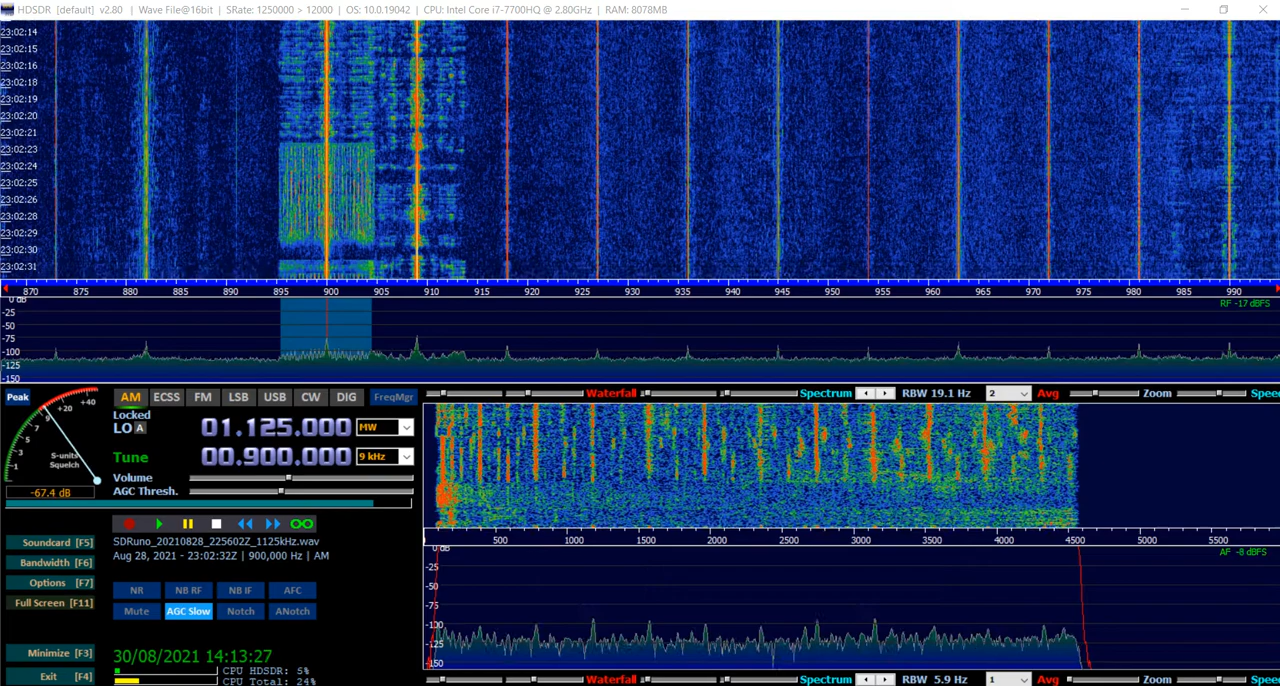 HDSDR [default] v2.80 | Wave File@16bit | SRate: 1250000 > 12000 | OS: 10.0.19042 | CPU: Intel Core i7-7700HQ @ 2.80GHz | RAM: 8078MB
23:02:14
23:02:15
23:02:16
23:02:18
23:02:19
23:02:20
23:02:21
23:02:23
23:02:24
23:02:25
23:02:26
23:02:28
23:02:29
23:02:30
23:02:31
870 880 885 890 895 900 905 910 915 920 925 930 935 940 945 950 955 960 965 970 975 980 985 990
0 dB RF -17 dBFS
-25
-50
-75
-100
-125
-150
Peak +20 +40 9 7 5 3 1
S-units
Squelch
-67.4 dB
AM ECSS FM LSB USB CW DIG FreqMgr
Locked
LO A 01.125.000 MW
Tune 00.900.000 9 kHz
Volume
AGC Thresh.
Waterfall Spectrum RBW 19.1 Hz 2 Avg Zoom Speed
SDRuno_20210828_225602Z_1125kHz.wav
Aug 28, 2021 - 23:02:32Z | 900,000 Hz | AM
Soundcard [F5]
Bandwidth [F6]
Options [F7]
Full Screen [F11]
NR NB RF NB IF AFC
Mute AGC Slow Notch ANotch
Minimize [F3]
Exit [F4]
30/08/2021 14:13:27
CPU HDSDR: 5%
CPU Total: 24%
500 1000 1500 2000 2500 3000 3500 4000 4500 5000 5500
0 dB AF -8 dBFS
-25
-50
-75
-100
-125
-150
Waterfall Spectrum RBW 5.9 Hz 1 Avg Zoom Speed